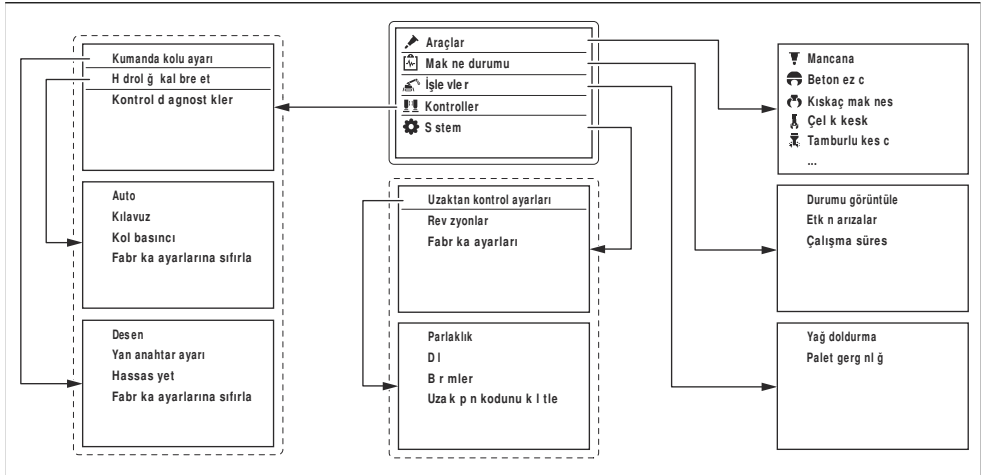 Kumanda kolu ayarı
H drol ğ kal bre et
Kontrol d agnost kler
Auto
Kılavuz
Kol basıncı
Fabr ka ayarlarına sıfırla
Desen
Yan anahtar ayarı
Hassas yet
Fabr ka ayarlarına sıfırla
Araçlar
Mak ne durumu
İşlevler
Kontroller
S stem
Uzaktan kontrol ayarları
Rev zyonlar
Fabr ka ayarları
Parlaklık
D l
B r mler
Uzak p n kodunu k l tle
Mancana
Beton ez c
Kıskaç mak nes
Çel k kesk
Tamburlu kes c
...
Durumu görüntüle
Etk n arızalar
Çalışma süres
Yağ doldurma
Palet gerg nl ğ